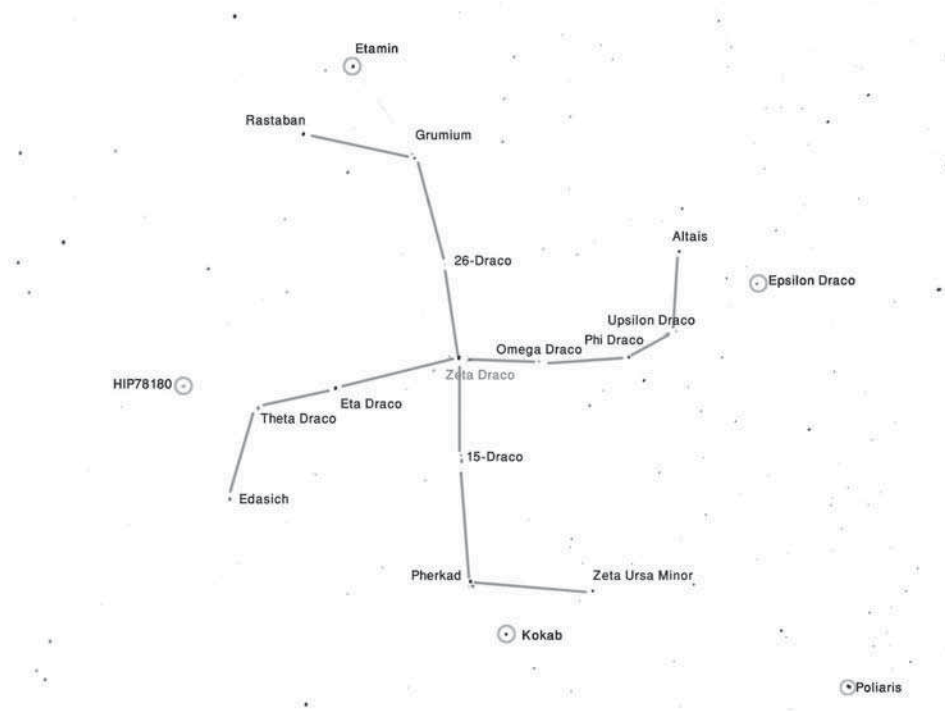 Etamin
Rastaban
Grumium
Altais
26-Draco
Epsilon Draco
Upsilon Draco
Phi Draco
Omega Draco
Zeta Draco
HIP78180
Eta Draco
Theta Draco
15-Draco
Edasich
Pherkad
Zeta Ursa Minor
Kokab
Poliaris